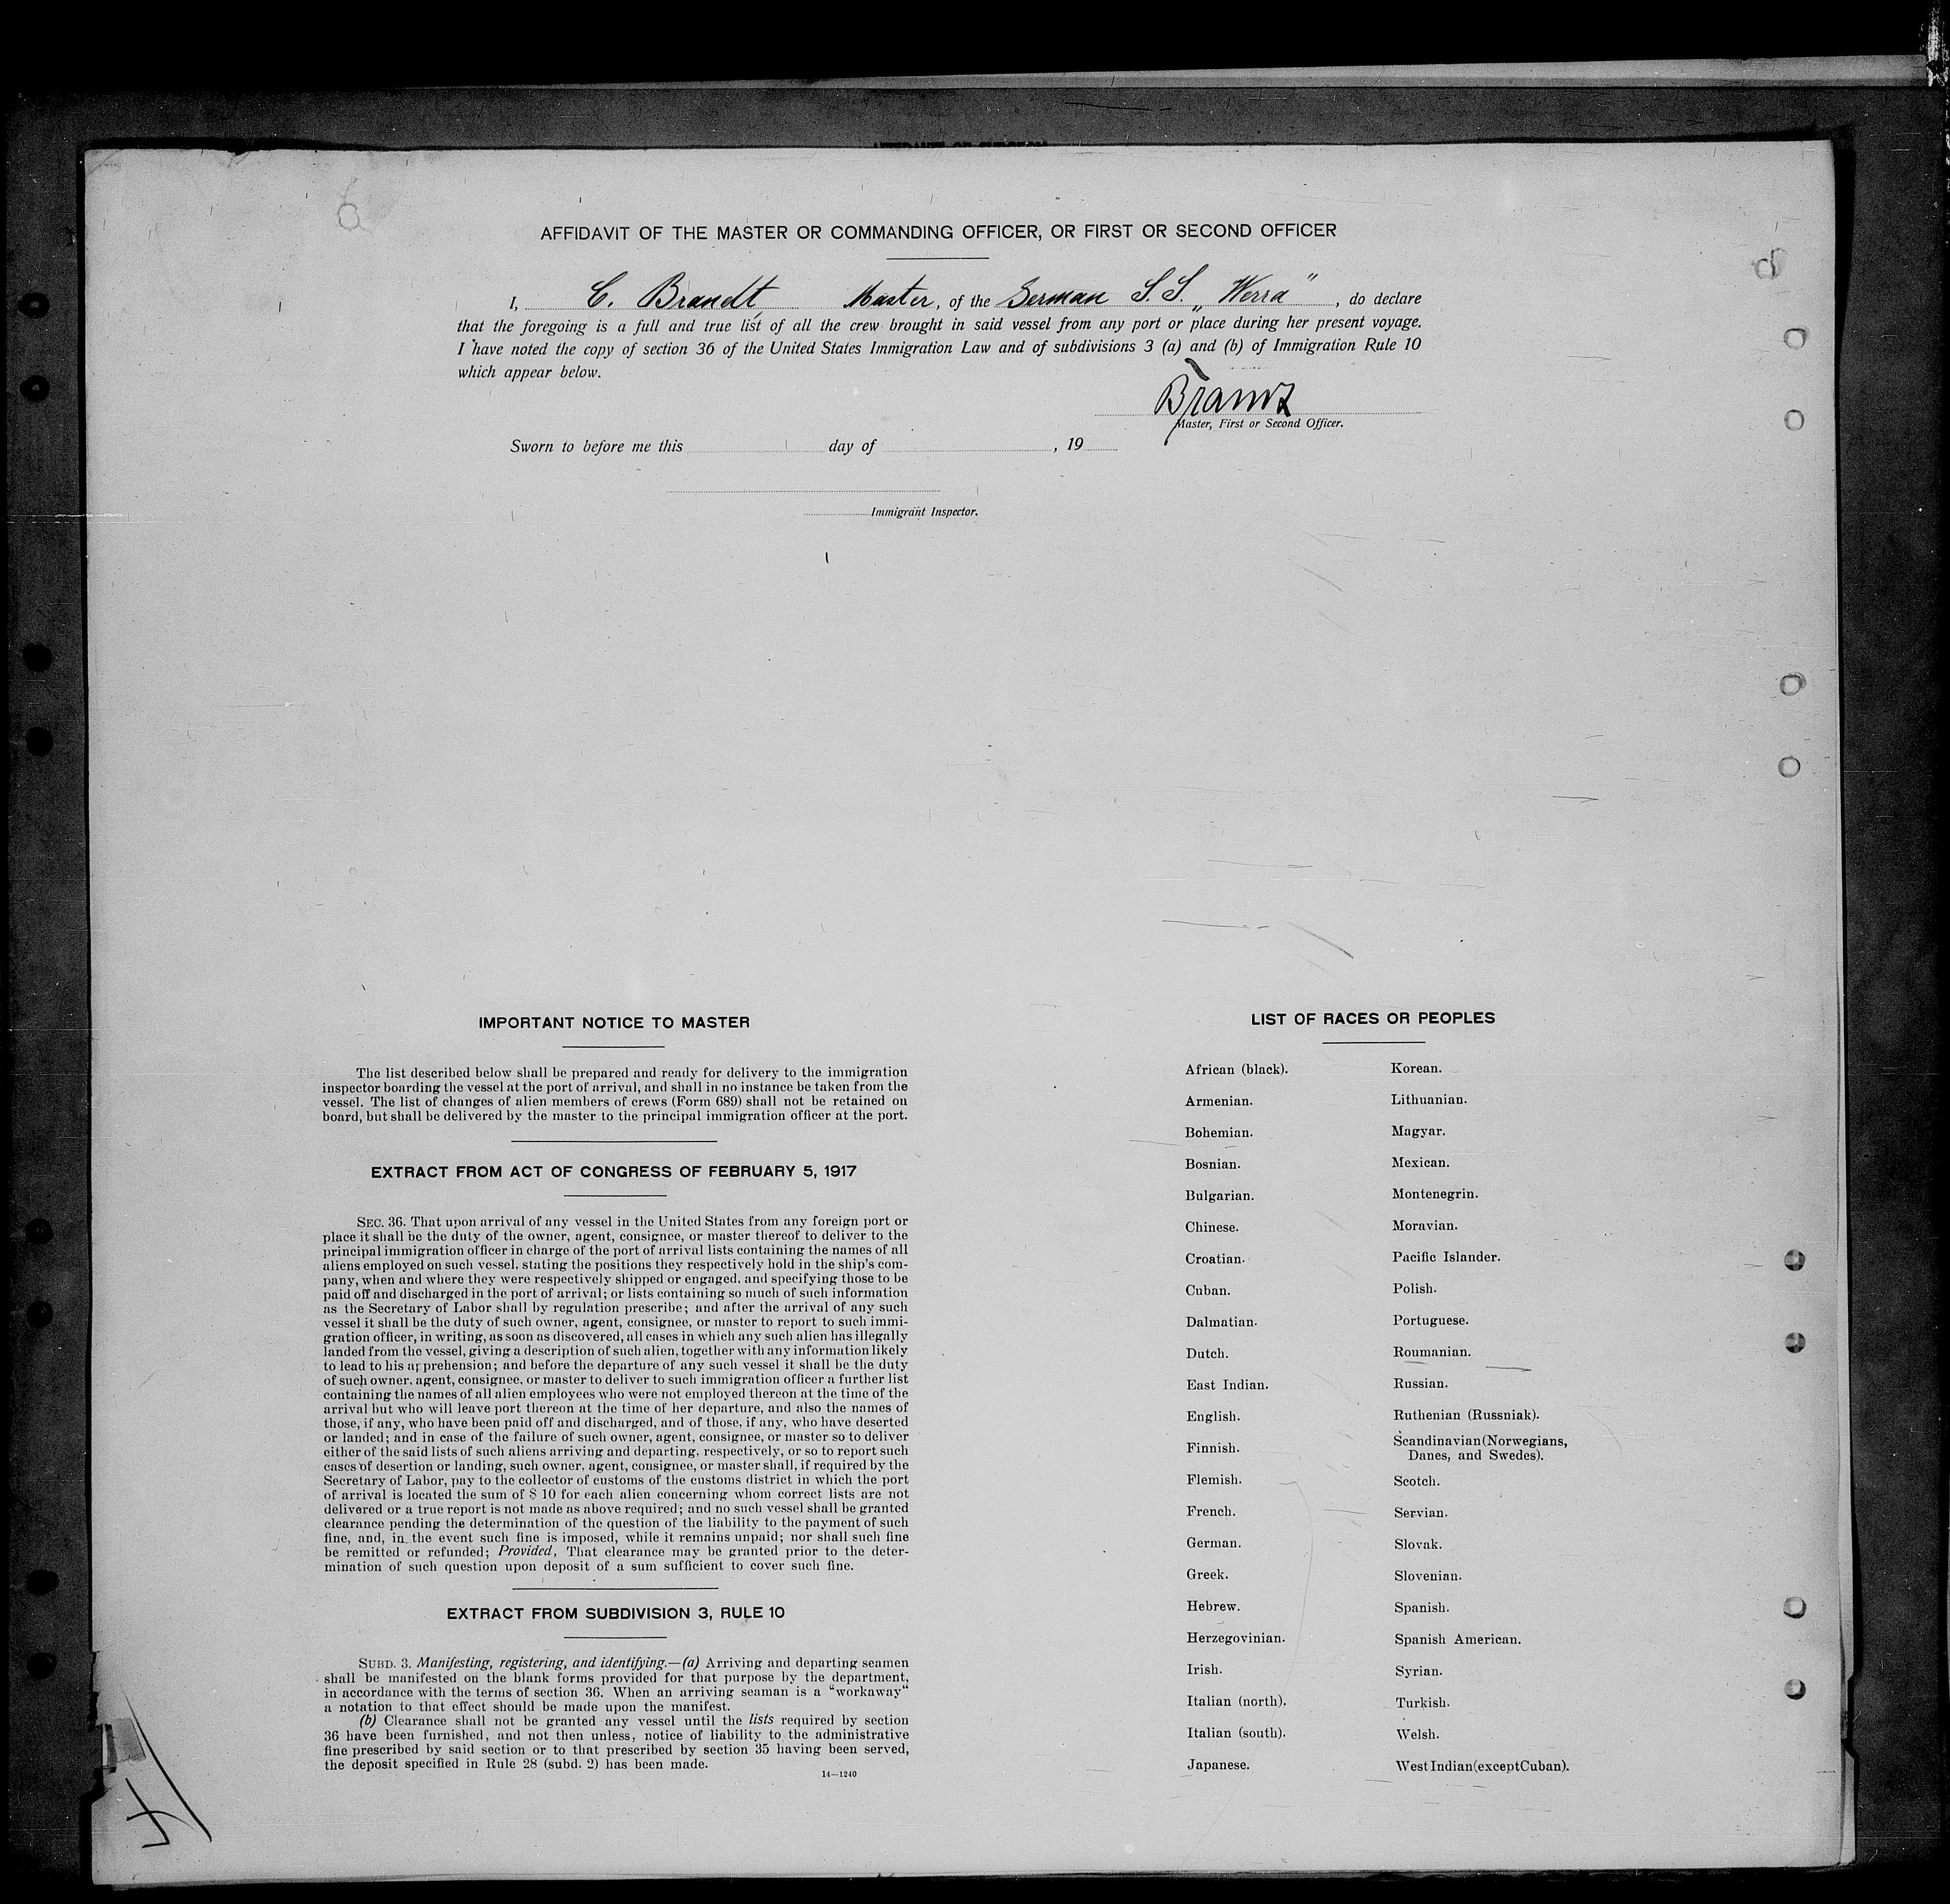 AFFIDAVIT OF THE MASTER OR COMMANDING OFFICER, OR FIRST OR SECOND OFFICER
I, C. Brandt, Master, of the German S.S. „Werra“, do declare
that the foregoing is a full and true list of all the crew brought in said vessel from any port or place during her present voyage.
I have noted the copy of section 36 of the United States Immigration Law and of subdivisions 3 (a) and (b) of Immigration Rule 10
which appear below.
Brandt
Master, First or Second Officer.
Sworn to before me this day of , 19
Immigrant Inspector.
IMPORTANT NOTICE TO MASTER
The list described below shall be prepared and ready for delivery to the immigration
inspector boarding the vessel at the port of arrival, and shall in no instance be taken from the
vessel. The list of changes of alien members of crews (Form 689) shall not be retained on
board, but shall be delivered by the master to the principal immigration officer at the port.
EXTRACT FROM ACT OF CONGRESS OF FEBRUARY 5, 1917
SEC. 36. That upon arrival of any vessel in the United States from any foreign port or
place it shall be the duty of the owner, agent, consignee, or master thereof to deliver to the
principal immigration officer in charge of the port of arrival lists containing the names of all
aliens employed on such vessel, stating the positions they respectively hold in the ship's com-
pany, when and where they were respectively shipped or engaged, and specifying those to be
paid off and discharged in the port of arrival; or lists containing so much of such information
as the Secretary of Labor shall by regulation prescribe; and after the arrival of any such
vessel it shall be the duty of such owner, agent, consignee, or master to report to such immi-
gration officer, in writing, as soon as discovered, all cases in which any such alien has illegally
landed from the vessel, giving a description of such alien, together with any information likely
to lead to his apprehension; and before the departure of any such vessel it shall be the duty
of such owner, agent, consignee, or master to deliver to such immigration officer a further list
containing the names of all alien employees who were not employed thereon at the time of the
arrival but who will leave port thereon at the time of her departure, and also the names of
those, if any, who have been paid off and discharged, and of those, if any, who have deserted
or landed; and in case of the failure of such owner, agent, consignee, or master so to deliver
either of the said lists of such aliens arriving and departing, respectively, or so to report such
cases of desertion or landing, such owner, agent, consignee, or master shall, if required by the
Secretary of Labor, pay to the collector of customs of the customs district in which the port
of arrival is located the sum of $ 10 for each alien concerning whom correct lists are not
delivered or a true report is not made as above required; and no such vessel shall be granted
clearance pending the determination of the question of the liability to the payment of such
fine, and, in the event such fine is imposed, while it remains unpaid; nor shall such fine
be remitted or refunded; Provided, That clearance may be granted prior to the deter-
mination of such question upon deposit of a sum sufficient to cover such fine.
EXTRACT FROM SUBDIVISION 3, RULE 10
SUBD. 3. Manifesting, registering, and identifying.—(a) Arriving and departing seamen
shall be manifested on the blank forms provided for that purpose by the department,
in accordance with the terms of section 36. When an arriving seaman is a "workaway"
a notation to that effect should be made upon the manifest.
(b) Clearance shall not be granted any vessel until the lists required by section
36 have been furnished, and not then unless, notice of liability to the administrative
fine prescribed by said section or to that prescribed by section 35 having been served,
the deposit specified in Rule 28 (subd. 2) has been made.
14—1240
LIST OF RACES OR PEOPLES
African (black).
Armenian.
Bohemian.
Bosnian.
Bulgarian.
Chinese.
Croatian.
Cuban.
Dalmatian.
Dutch.
East Indian.
English.
Finnish.
Flemish.
French.
German.
Greek.
Hebrew.
Herzegovinian.
Irish.
Italian (north).
Italian (south).
Japanese.
Korean.
Lithuanian.
Magyar.
Mexican.
Montenegrin.
Moravian.
Pacific Islander.
Polish.
Portuguese.
Roumanian.
Russian.
Ruthenian (Russniak).
Scandinavian (Norwegians,
Danes, and Swedes).
Scotch.
Servian.
Slovak.
Slovenian.
Spanish.
Spanish American.
Syrian.
Turkish.
Welsh.
West Indian (except Cuban).